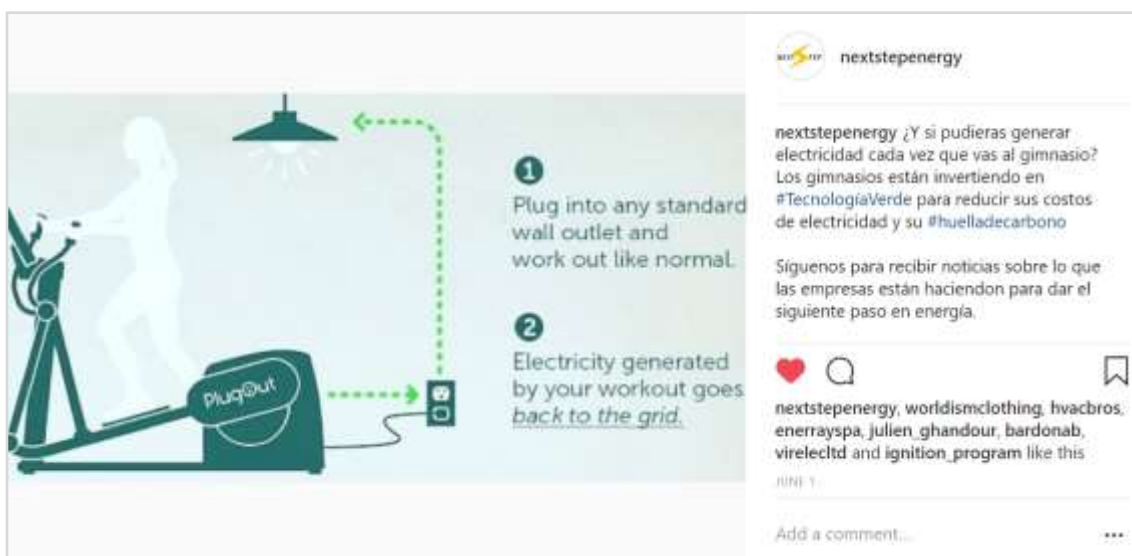 nextstepenergy
nextstepenergy ¿Y si pudieras generar
electricidad cada vez que vas al gimnasio?
Los gimnasios están invertiendo en
#TecnologíaVerde para reducir sus costos
de electricidad y su #huelladecarbono
Síguenos para recibir noticias sobre lo que
las empresas están haciendon para dar el
siguiente paso en energía.
nextstepenergy, worldismclothing, hvacbros,
enerrayspa, julien_ghandour, bardonab,
virelecltd and ignition_program like this
JUNE 1
Add a comment...
1
Plug into any standard
wall outlet and
work out like normal.
2
Electricity generated
by your workout goes
back to the grid.
PlugOut